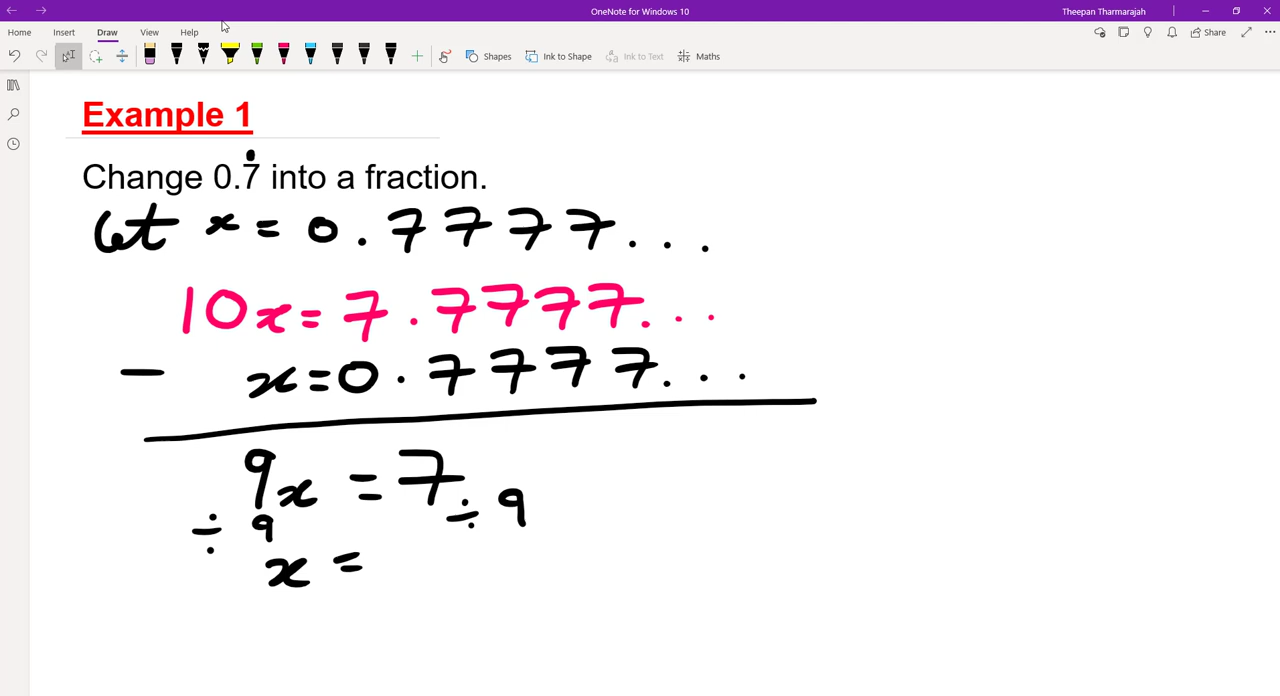 OneNote for Windows 10
Theepan Tharmarajah
Home Insert Draw View Help
Share
Shapes Ink to Shape Ink to Text Maths
Example 1
Change 0.7̇ into a fraction.
let x = 0.7777...
10x = 7.7777...
− x = 0.7777...
9x = 7
÷ 9 ÷ 9
x =